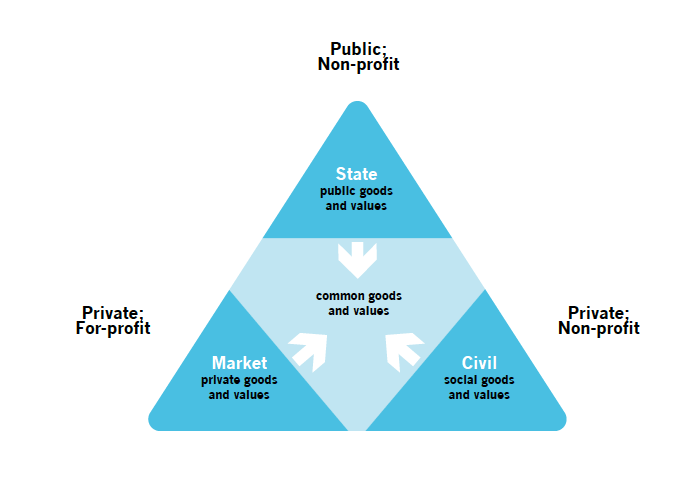 Public;
Non-profit
State
public goods
and values
common goods
and values
Private;
For-profit
Private;
Non-profit
Market
private goods
and values
Civil
social goods
and values